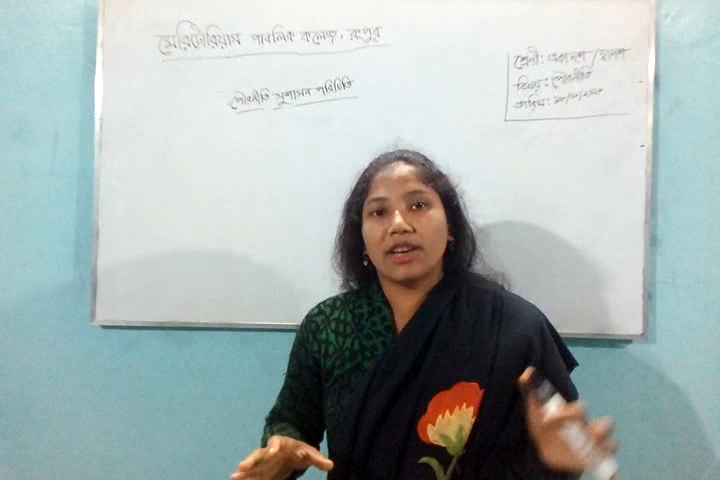 মেরিটোরিয়াম পাবলিক কলেজ, রংপুর
পৌরনীতি সুশাসন পরিচিতি
শ্রেণী: একাদশ / দ্বাদশ
বিষয়: পৌরনীতি
তারিখ: